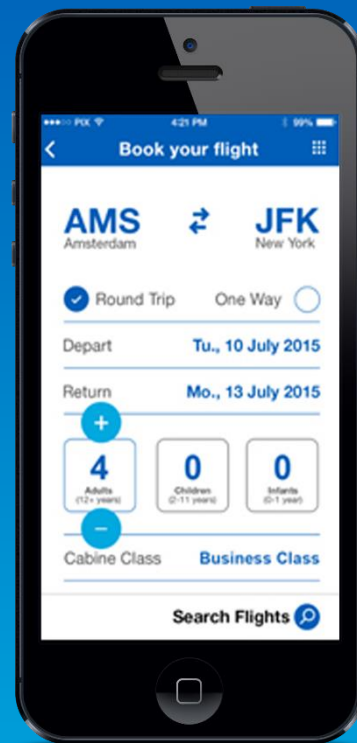 PIX 4:21 PM 99%
Book your flight
AMS JFK
Amsterdam New York
Round Trip One Way
Depart Tu., 10 July 2015
Return Mo., 13 July 2015
+
4 0 0
Adults Children Infants
(12+ years) (2-11 years) (0-1 year)
−
Cabine Class Business Class
Search Flights